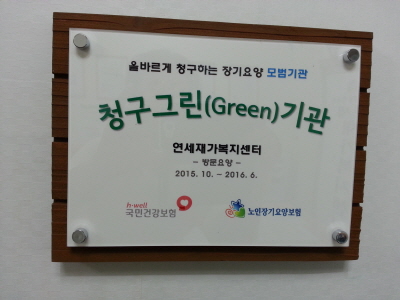 올바르게 청구하는 장기요양 모범기관
청구그린(Green)기관
연세재가복지센터
- 방문요양 -
2015. 10. - 2016. 6.
h-well
국민건강보험
노인장기요양보험